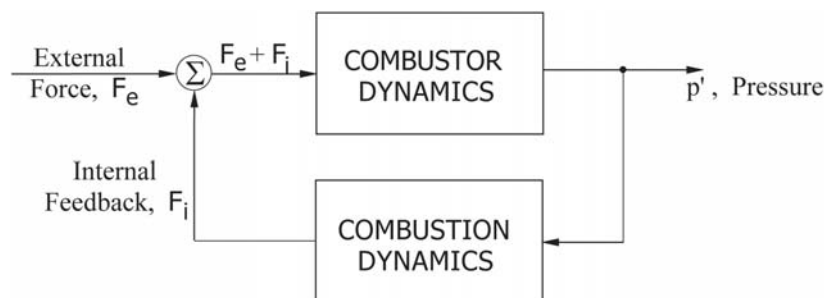 External
Force, Fe
Σ
Fe + Fi
COMBUSTOR
DYNAMICS
p' , Pressure
Internal
Feedback, Fi
COMBUSTION
DYNAMICS